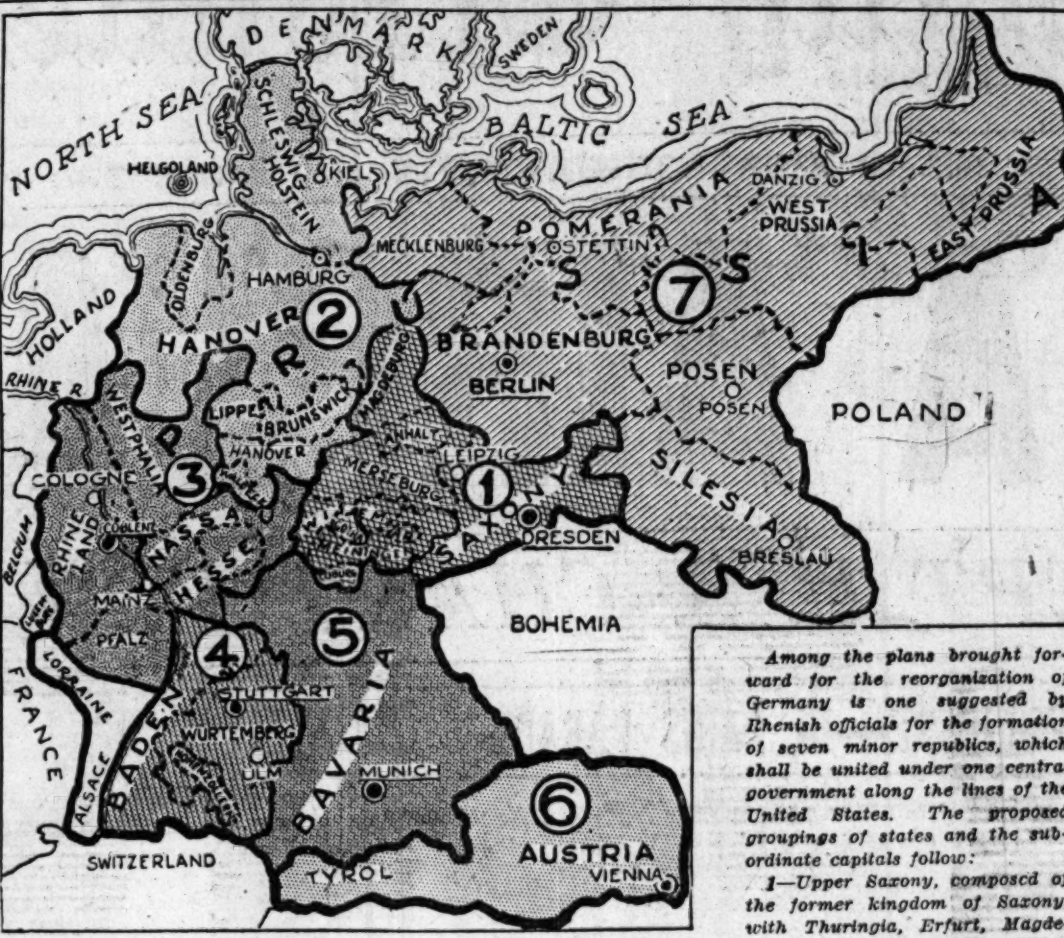 DENMARK
SWEDEN
NORTH SEA
BALTIC SEA
SCHLESWIG
HOLSTEIN
HELGOLAND
KIEL
DANZIG
WEST
PRUSSIA
EAST PRUSSIA
POMERANIA
STETTIN
MECKLENBURG
OLDENBURG
HAMBURG
HOLLAND
HANOVER
2
7
P R U S S I A
BRANDENBURG
BERLIN
MAGDEBURG
POSEN
POSEN
POLAND
RHINE R
WESTPHALIA
LIPPE
BRUNSWICK
HANOVER
ANHALT
LEIPZIG
MERSEBURG
3
1
COLOGNE
COBLENZ
NASSA
HESSE
SAXONY
DRESDEN
SILESIA
BRESLAU
RHINE
LAND
BELGIUM
MAINZ
PFALZ
BOHEMIA
LORRAINE
FRANCE
ALSACE
4
5
STUTTGART
BADEN
WURTEMBERG
ULM
BAVARIA
MUNICH
6
AUSTRIA
VIENNA
SWITZERLAND
TYROL
Among the plans brought for-
ward for the reorganization of
Germany is one suggested by
Rhenish officials for the formation
of seven minor republics, which
shall be united under one central
government along the lines of the
United States. The proposed
groupings of states and the sub-
ordinate capitals follow:
1—Upper Saxony, composed of
the former kingdom of Saxony,
with Thuringia, Erfurt, Magde-